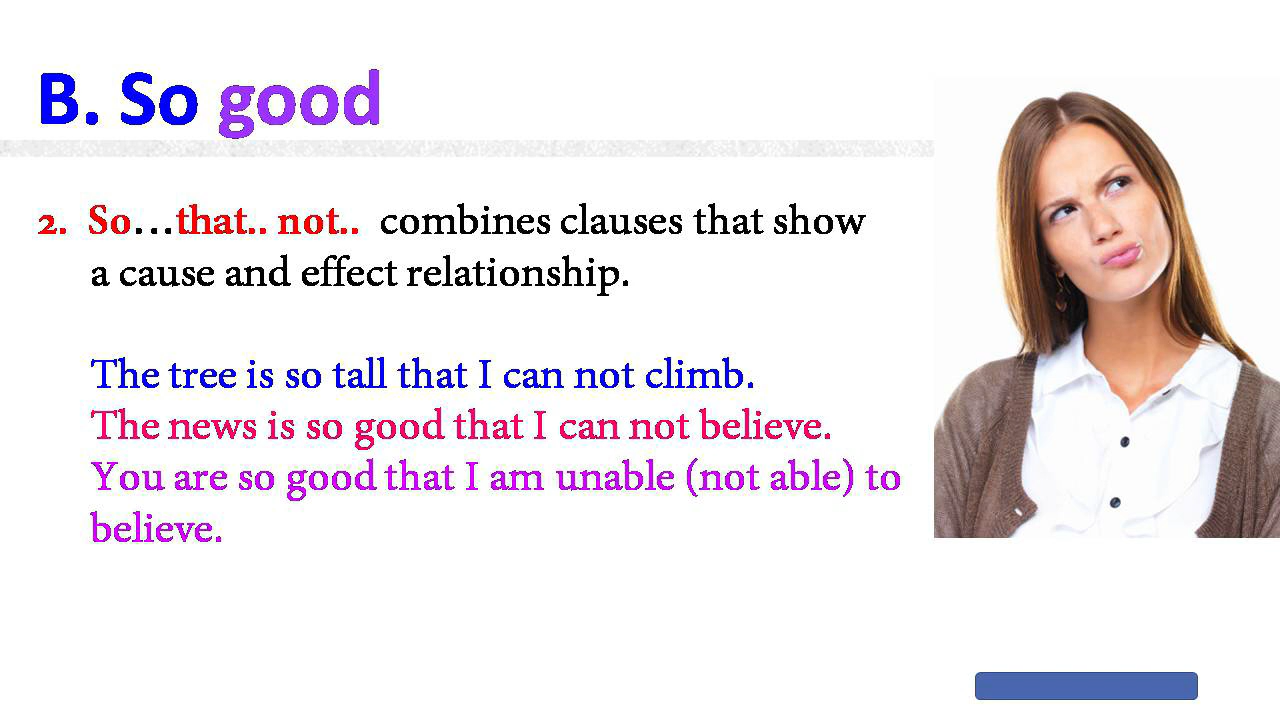 B. So good
2. So…that.. not.. combines clauses that show
a cause and effect relationship.
The tree is so tall that I can not climb.
The news is so good that I can not believe.
You are so good that I am unable (not able) to
believe.